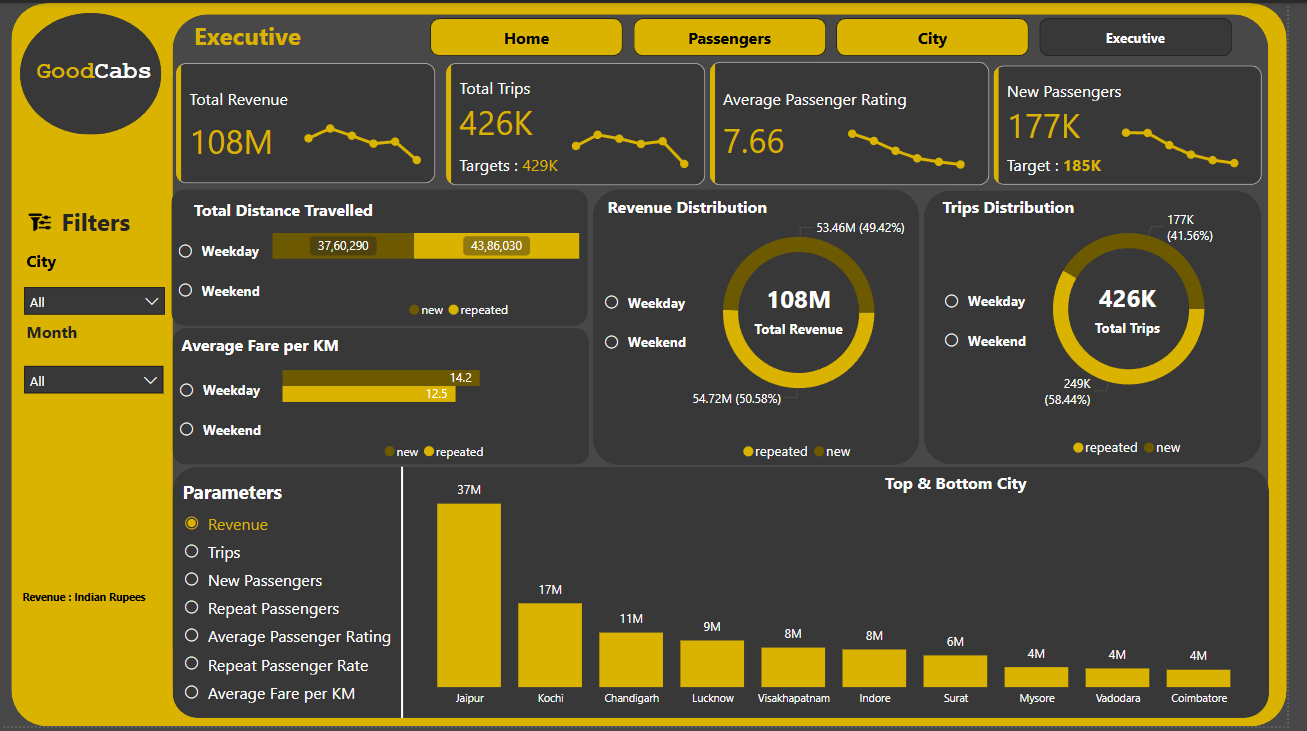 GoodCabs
Executive
Home
Passengers
City
Executive
Total Revenue
108M
Total Trips
426K
Targets : 429K
Average Passenger Rating
7.66
New Passengers
177K
Target : 185K
Filters
City
All
Month
All
Revenue : Indian Rupees
Total Distance Travelled
Weekday
Weekend
37,60,290
43,86,030
new
repeated
Average Fare per KM
Weekday
Weekend
14.2
12.5
new
repeated
Revenue Distribution
Weekday
Weekend
53.46M (49.42%)
108M
Total Revenue
54.72M (50.58%)
repeated
new
Trips Distribution
Weekday
Weekend
177K
(41.56%)
426K
Total Trips
249K
(58.44%)
repeated
new
Parameters
Revenue
Trips
New Passengers
Repeat Passengers
Average Passenger Rating
Repeat Passenger Rate
Average Fare per KM
Top & Bottom City
37M
17M
11M
9M
8M
8M
6M
4M
4M
4M
Jaipur
Kochi
Chandigarh
Lucknow
Visakhapatnam
Indore
Surat
Mysore
Vadodara
Coimbatore